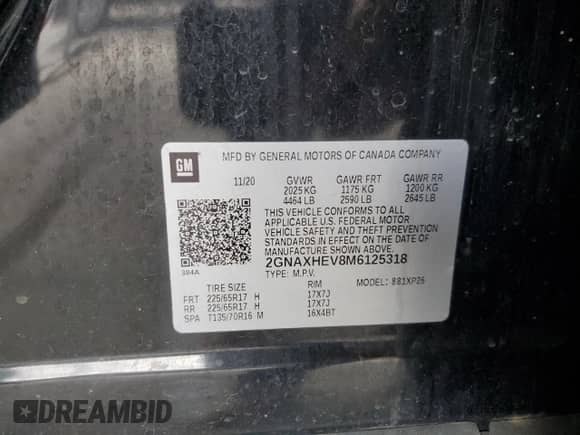 GM
MFD BY GENERAL MOTORS OF CANADA COMPANY
11/20 GVWR GAWR FRT GAWR RR
2025 KG 1175 KG 1200 KG
4464 LB 2590 LB 2645 LB
THIS VEHICLE CONFORMS TO ALL
APPLICABLE U.S. FEDERAL MOTOR
VEHICLE SAFETY AND THEFT PREVENTION
STANDARDS IN EFFECT ON THE DATE OF
MANUFACTURE SHOWN ABOVE.
384A
2GNAXHEV8M6125318
TYPE: M.P.V.
MODEL: 881XP26
TIRE SIZE RIM
FRT 225/65R17 H 17X7J
RR 225/65R17 H 17X7J
SPA T135/70R16 M 16X4BT
DREAMBID